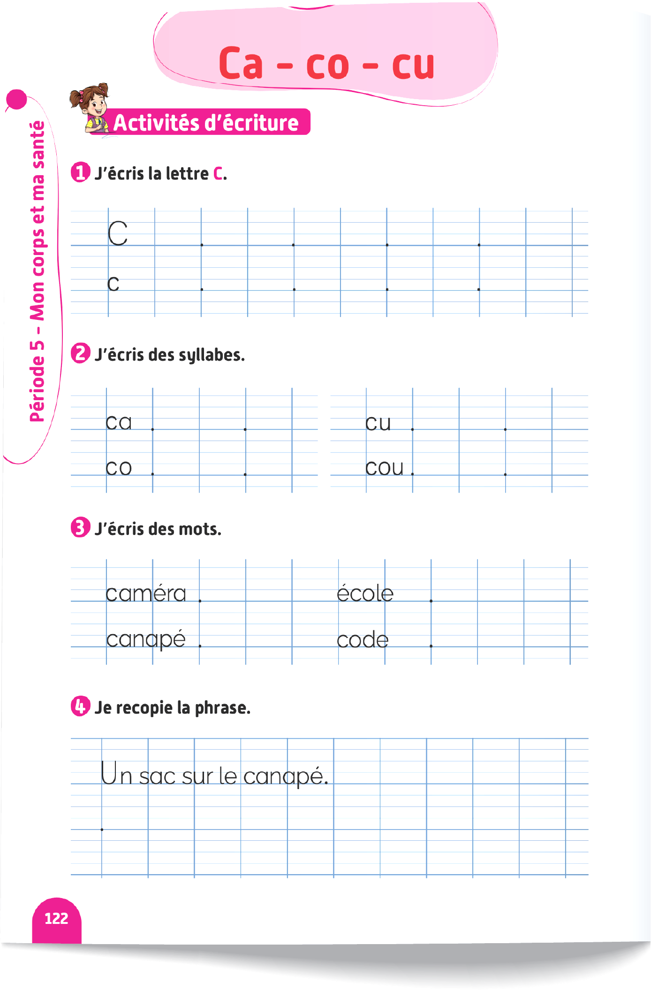 Ca - co - cu
Activités d'écriture
Période 5 - Mon corps et ma santé
1 J'écris la lettre C.
C
c
2 J'écris des syllabes.
ca cu
co cou
3 J'écris des mots.
caméra école
canapé code
4 Je recopie la phrase.
Un sac sur le canapé.
122